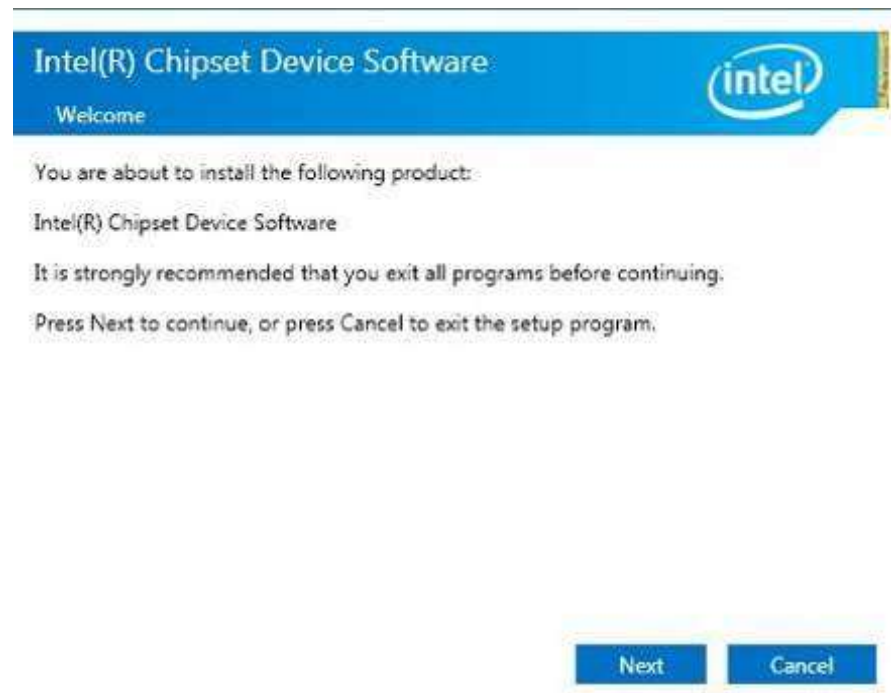 Intel(R) Chipset Device Software
intel
Welcome
You are about to install the following product:
Intel(R) Chipset Device Software
It is strongly recommended that you exit all programs before continuing.
Press Next to continue, or press Cancel to exit the setup program.
Next
Cancel